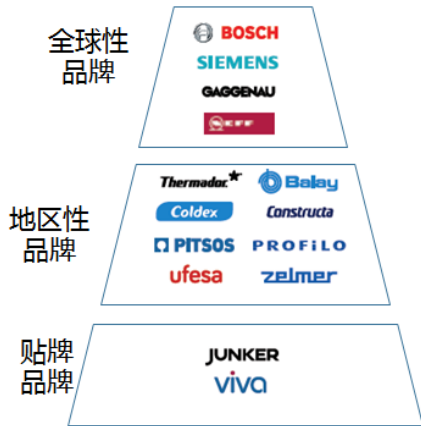 全球性
品牌
BOSCH
SIEMENS
GAGGENAU
NEFF
地区性
品牌
Thermador Balay
Coldex Constructa
PITSOS PROFiLO
ufesa zelmer
贴牌
品牌
JUNKER
viva